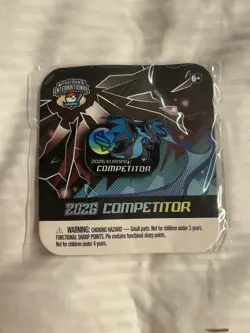 POKÉMON
INTERNATIONAL
6+
2026 EUROPE
COMPETITOR
2026 COMPETITOR
⚠ WARNING: CHOKING HAZARD — Small parts. Not for children under 3 years.
FUNCTIONAL SHARP POINTS. Pin contains functional sharp points.
Not for children under 4 years.